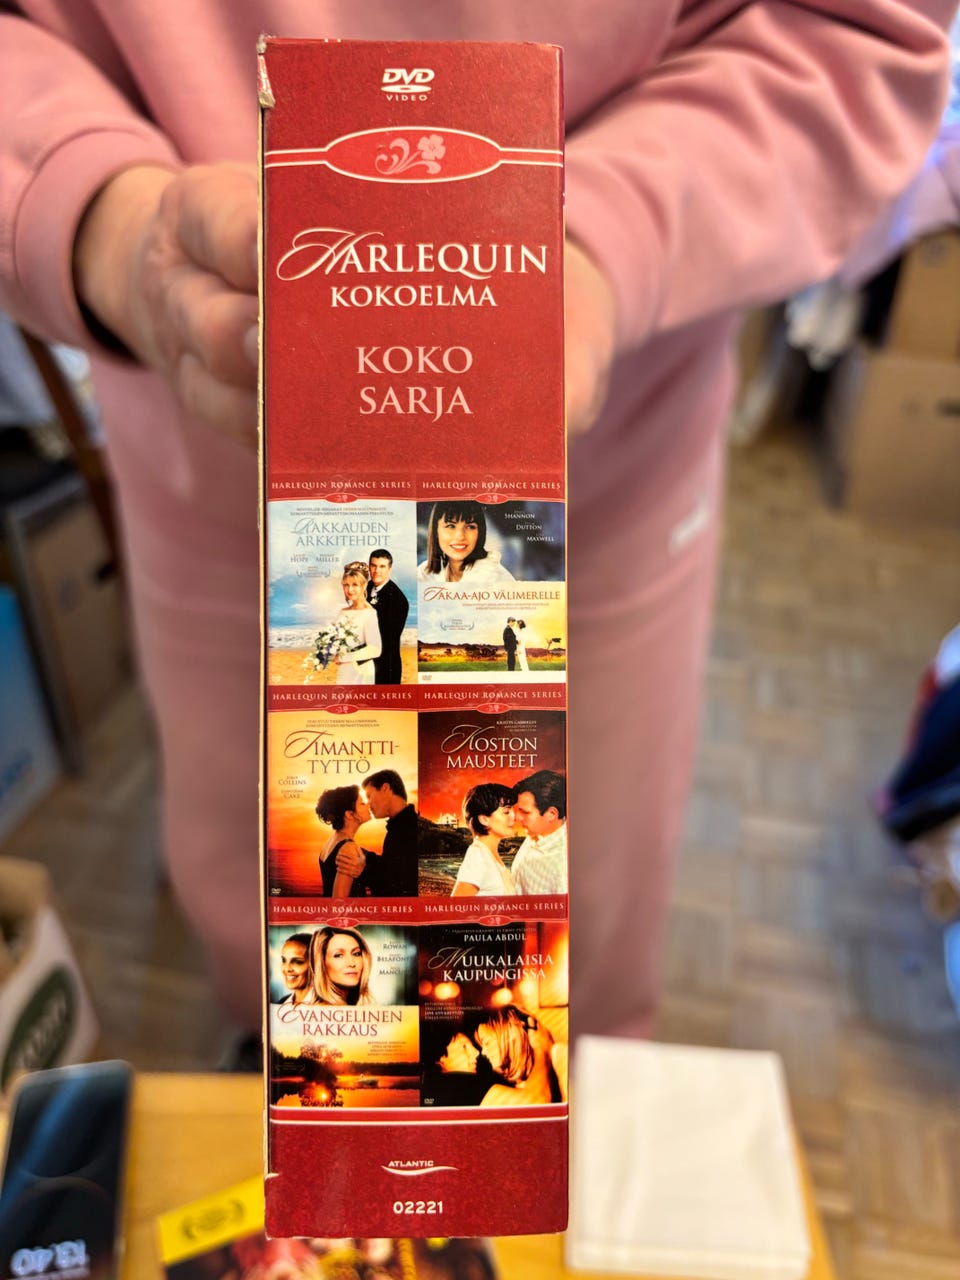 DVD
VIDEO
HARLEQUIN
KOKOELMA
KOKO
SARJA
HARLEQUIN ROMANCE SERIES
RAKKAUDEN
ARKKITEHDIT
HOPE
MILLER
HARLEQUIN ROMANCE SERIES
SHANNON
DUTTON
MAXWELL
TAKAA-AJO VÄLIMERELLE
HARLEQUIN ROMANCE SERIES
TIMANTTI-
TYTTÖ
COLLINS
CAKE
HARLEQUIN ROMANCE SERIES
KOSTON
MAUSTEET
HARLEQUIN ROMANCE SERIES
ROWAN
BELAFONTE
EVANGELINEN
RAKKAUS
HARLEQUIN ROMANCE SERIES
PAULA ABDUL
MUUKALAISIA
KAUPUNGISSA
ATLANTIC
02221